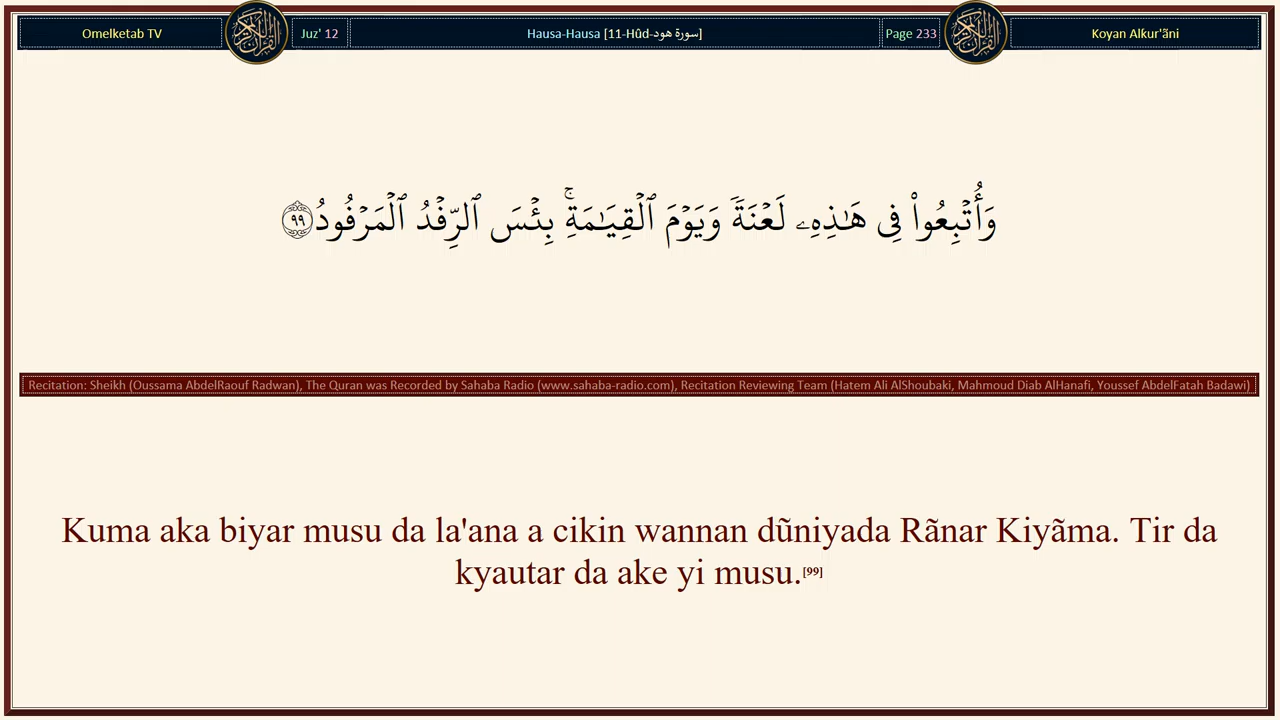 Omelketab TV
Juz' 12
Hausa-Hausa [11-Hûd-سورة هود]
Page 233
Koyan Alƙur'ãni
وَأُتۡبِعُواْ فِي هَٰذِهِۦ لَعۡنَةٗ وَيَوۡمَ ٱلۡقِيَٰمَةِۚ بِئۡسَ ٱلرِّفۡدُ ٱلۡمَرۡفُودُ ٩٩
Recitation: Sheikh (Oussama AbdelRaouf Radwan), The Quran was Recorded by Sahaba Radio (www.sahaba-radio.com), Recitation Reviewing Team (Hatem Ali AlShoubaki, Mahmoud Diab AlHanafi, Youssef AbdelFatah Badawi)
Kuma aka biyar musu da la'ana a cikin wannan dũniyada Rãnar Kiyãma. Tir da
kyautar da ake yi musu.[99]